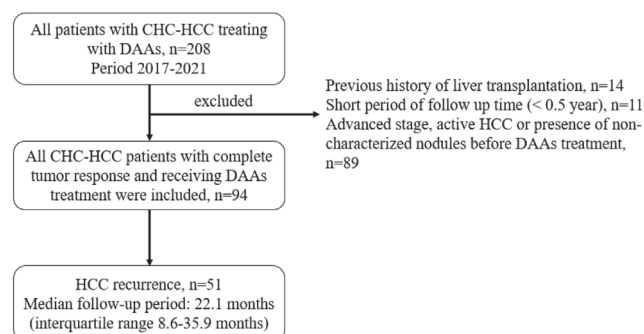 All patients with CHC-HCC treating
with DAAs, n=208
Period 2017-2021
excluded
Previous history of liver transplantation, n=14
Short period of follow up time (< 0.5 year), n=11
Advanced stage, active HCC or presence of non-
characterized nodules before DAAs treatment,
n=89
All CHC-HCC patients with complete
tumor response and receiving DAAs
treatment were included, n=94
HCC recurrence, n=51
Median follow-up period: 22.1 months
(interquartile range 8.6-35.9 months)